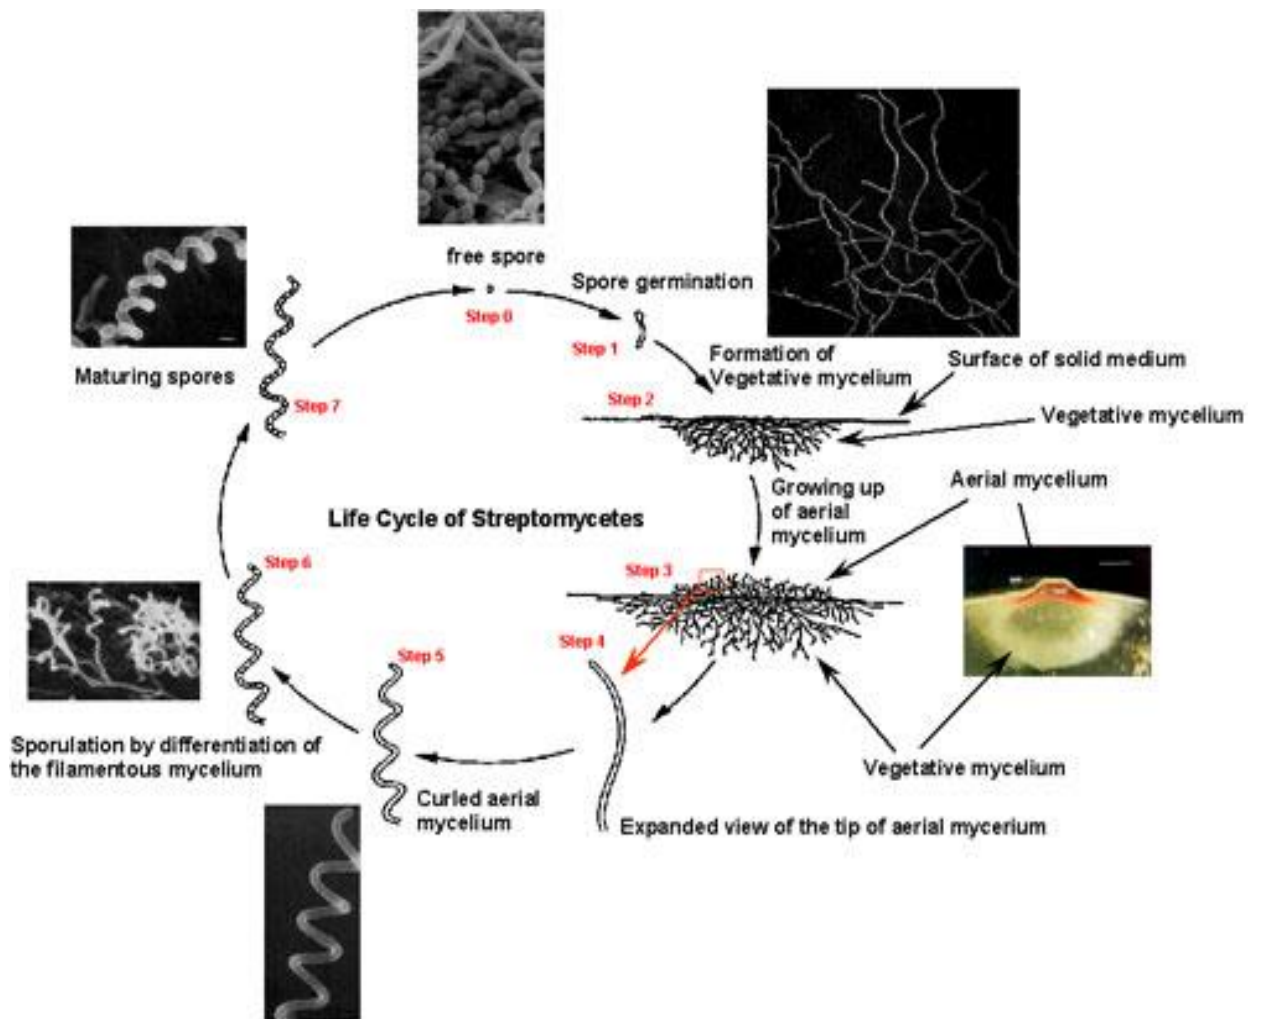 free spore
Step 0
Spore germination
Step 1
Formation of
Vegetative mycelium
Surface of solid medium
Step 2
Vegetative mycelium
Growing up
of aerial
mycelium
Aerial mycelium
Step 3
Vegetative mycelium
Step 4
Expanded view of the tip of aerial mycerium
Step 5
Curled aerial
mycelium
Step 6
Sporulation by differentiation of
the filamentous mycelium
Step 7
Maturing spores
Life Cycle of Streptomycetes